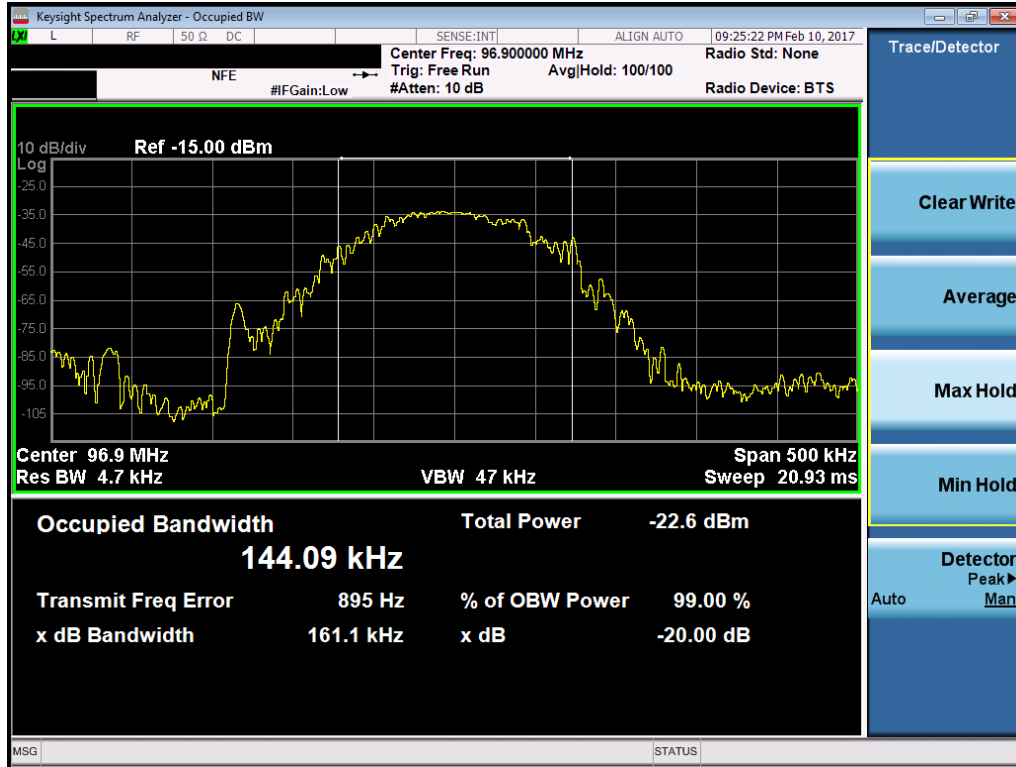 Keysight Spectrum Analyzer - Occupied BW
LXI L RF 50 Ω DC SENSE:INT ALIGN AUTO 09:25:22 PM Feb 10, 2017
Center Freq: 96.900000 MHz Radio Std: None
NFE Trig: Free Run Avg|Hold: 100/100
#IFGain:Low #Atten: 10 dB Radio Device: BTS
Trace/Detector
10 dB/div Ref -15.00 dBm
Log
-25.0
-35.0
-45.0
-55.0
-65.0
-75.0
-85.0
-95.0
-105
Center 96.9 MHz Span 500 kHz
Res BW 4.7 kHz VBW 47 kHz Sweep 20.93 ms
Occupied Bandwidth Total Power -22.6 dBm
144.09 kHz
Transmit Freq Error 895 Hz % of OBW Power 99.00 %
x dB Bandwidth 161.1 kHz x dB -20.00 dB
Clear Write
Average
Max Hold
Min Hold
Detector
Peak▶
Auto Man
MSG STATUS